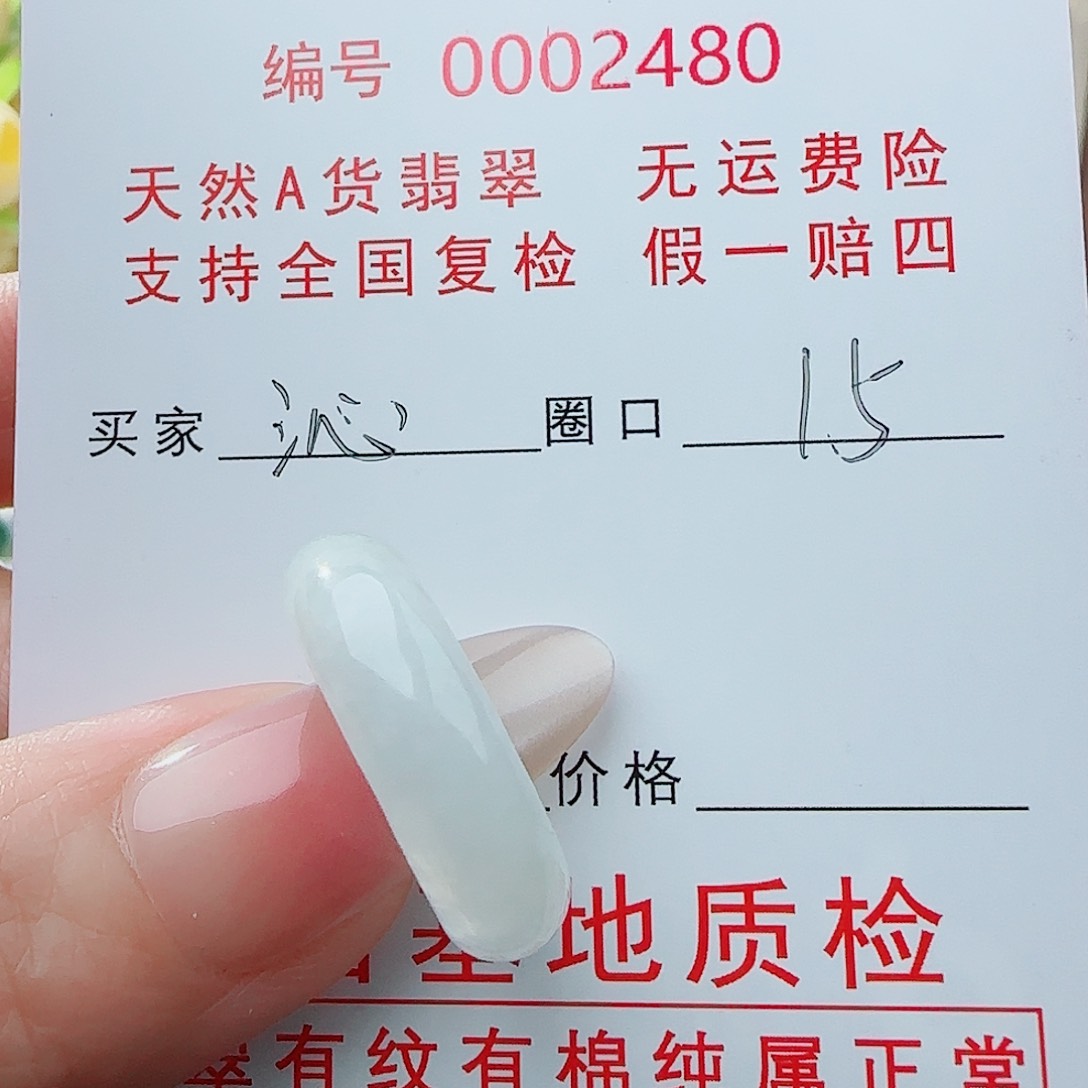 编号 0002480
天然A货翡翠 无运费险
支持全国复检 假一赔四
买家 沁 圈口 15
价格
基地质检
翠有纹有棉纯属正常